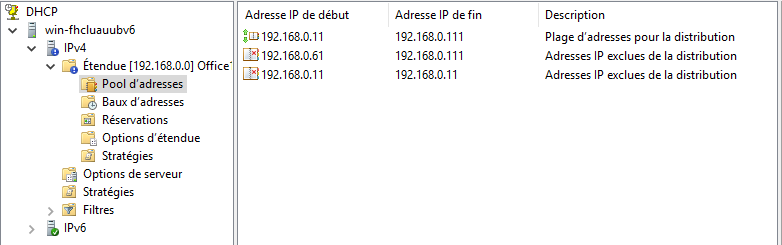 DHCP
win-fhcluauubv6
IPv4
Étendue [192.168.0.0] Office
Pool d'adresses
Baux d'adresses
Réservations
Options d'étendue
Stratégies
Options de serveur
Stratégies
Filtres
IPv6
Adresse IP de début Adresse IP de fin Description
192.168.0.11 192.168.0.111 Plage d'adresses pour la distribution
192.168.0.61 192.168.0.111 Adresses IP exclues de la distribution
192.168.0.11 192.168.0.11 Adresses IP exclues de la distribution